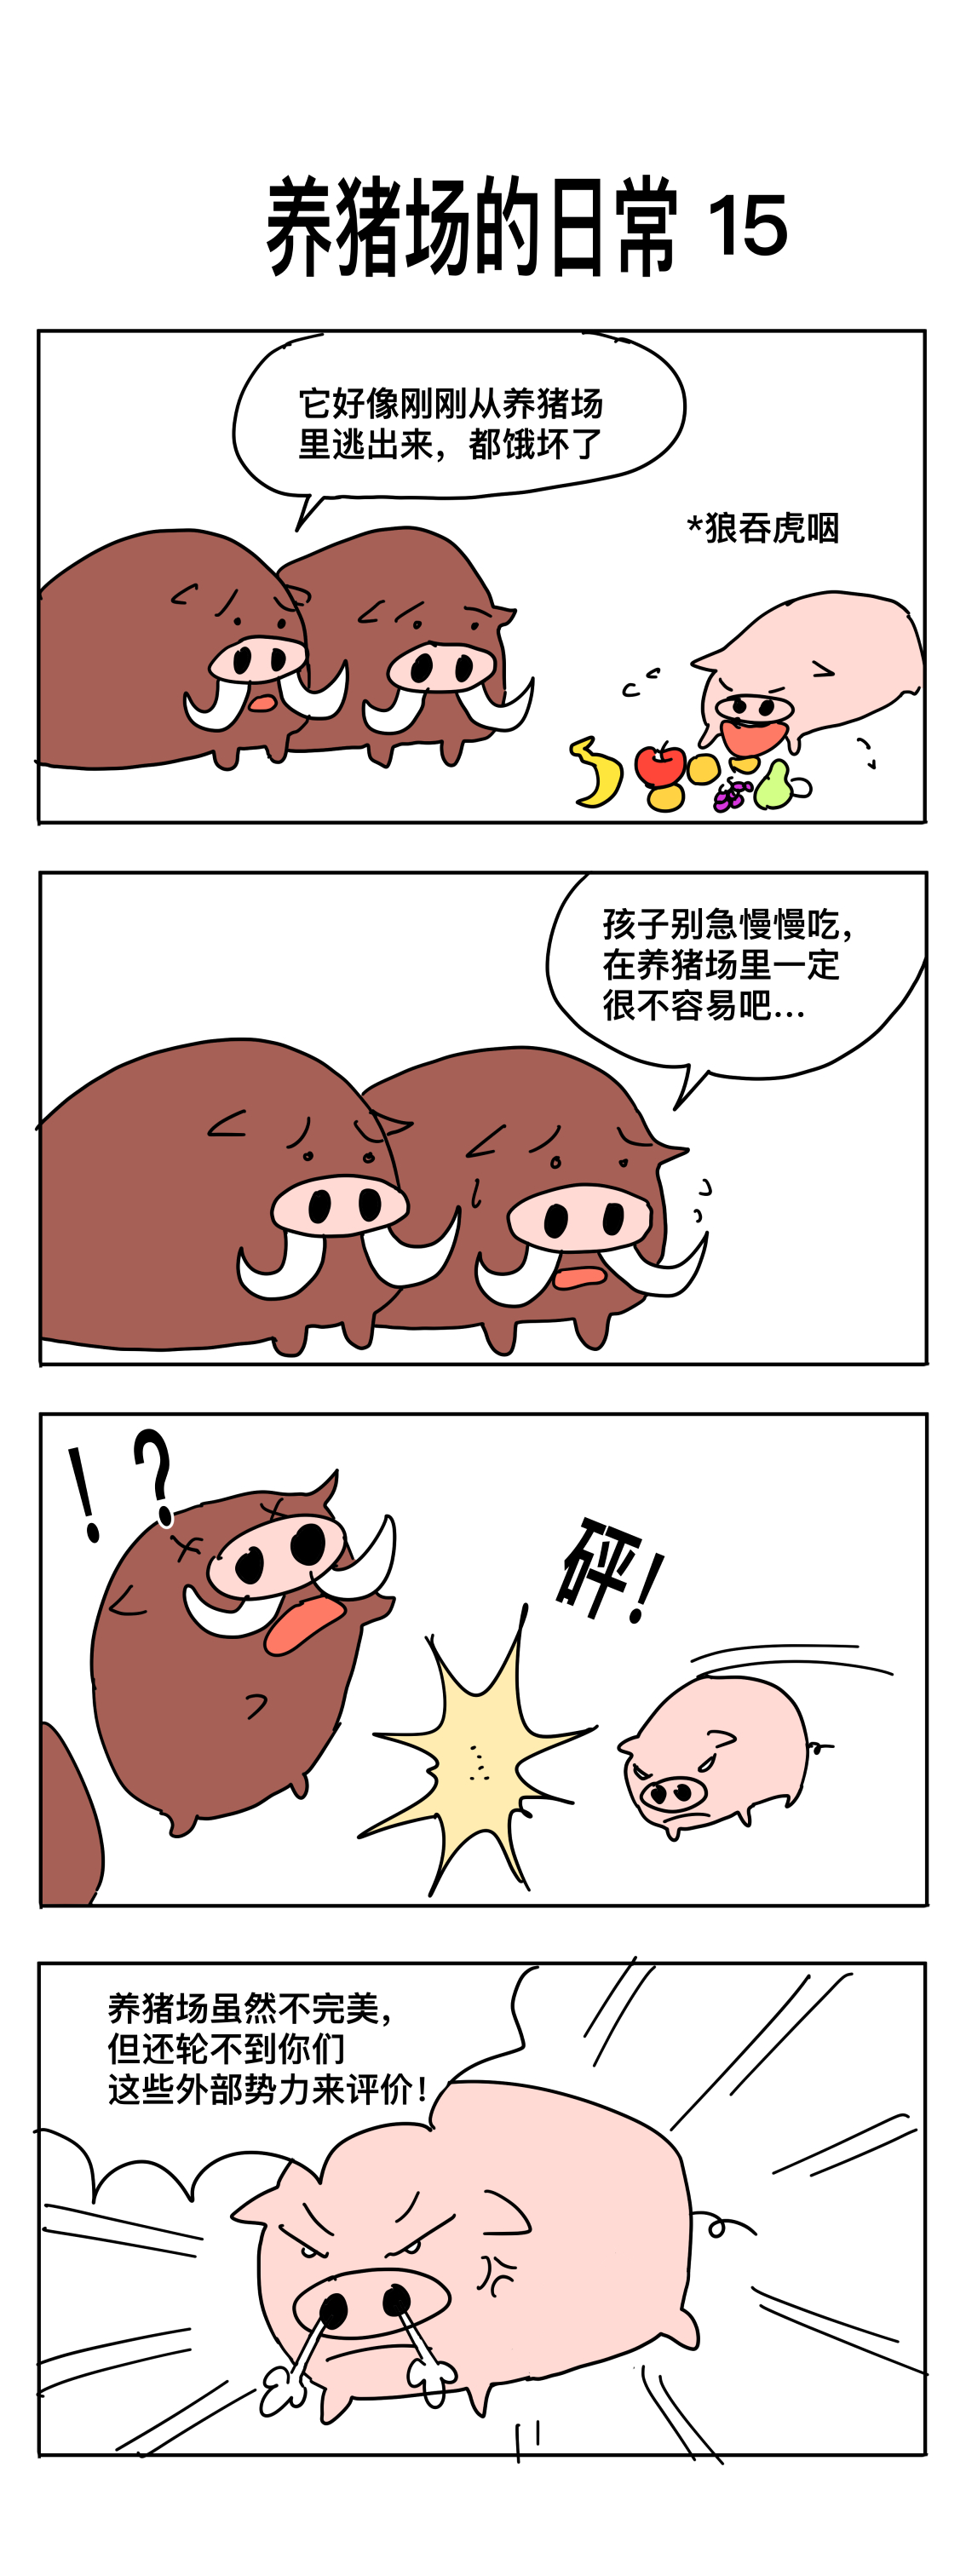 养猪场的日常 15
它好像刚刚从养猪场
里逃出来，都饿坏了
*狼吞虎咽
孩子别急慢慢吃，
在养猪场里一定
很不容易吧...
！？
砰！
养猪场虽然不完美，
但还轮不到你们
这些外部势力来评价！